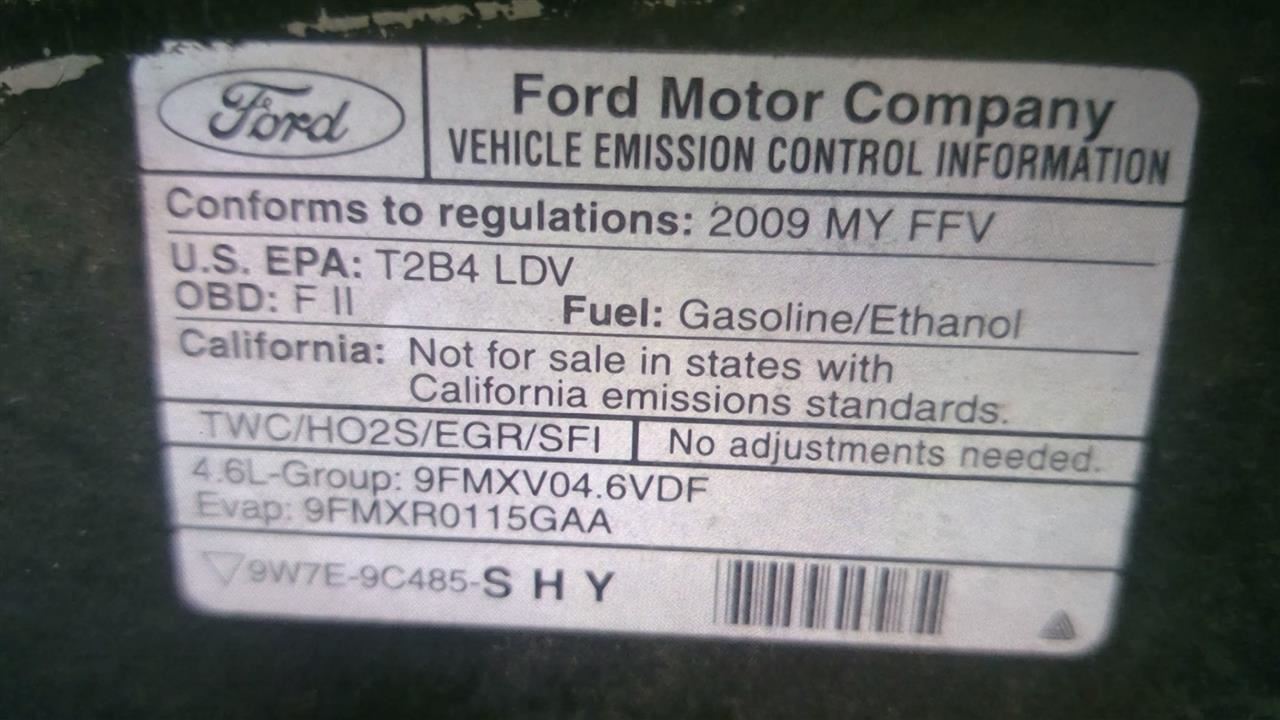 Ford
Ford Motor Company
VEHICLE EMISSION CONTROL INFORMATION
Conforms to regulations: 2009 MY FFV
U.S. EPA: T2B4 LDV
OBD: F II Fuel: Gasoline/Ethanol
California: Not for sale in states with
California emissions standards.
TWC/HO2S/EGR/SFI No adjustments needed.
4.6L-Group: 9FMXV04.6VDF
Evap: 9FMXR0115GAA
9W7E-9C485-S H Y